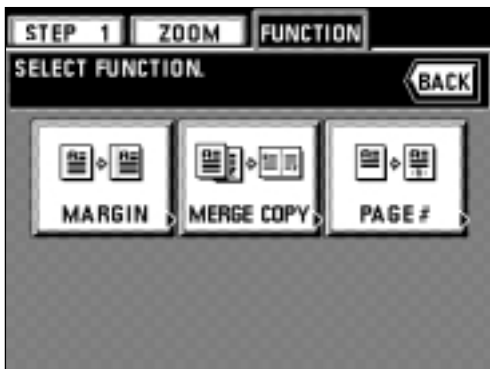 STEP 1 ZOOM FUNCTION
SELECT FUNCTION.
BACK
MARGIN MERGE COPY PAGE#